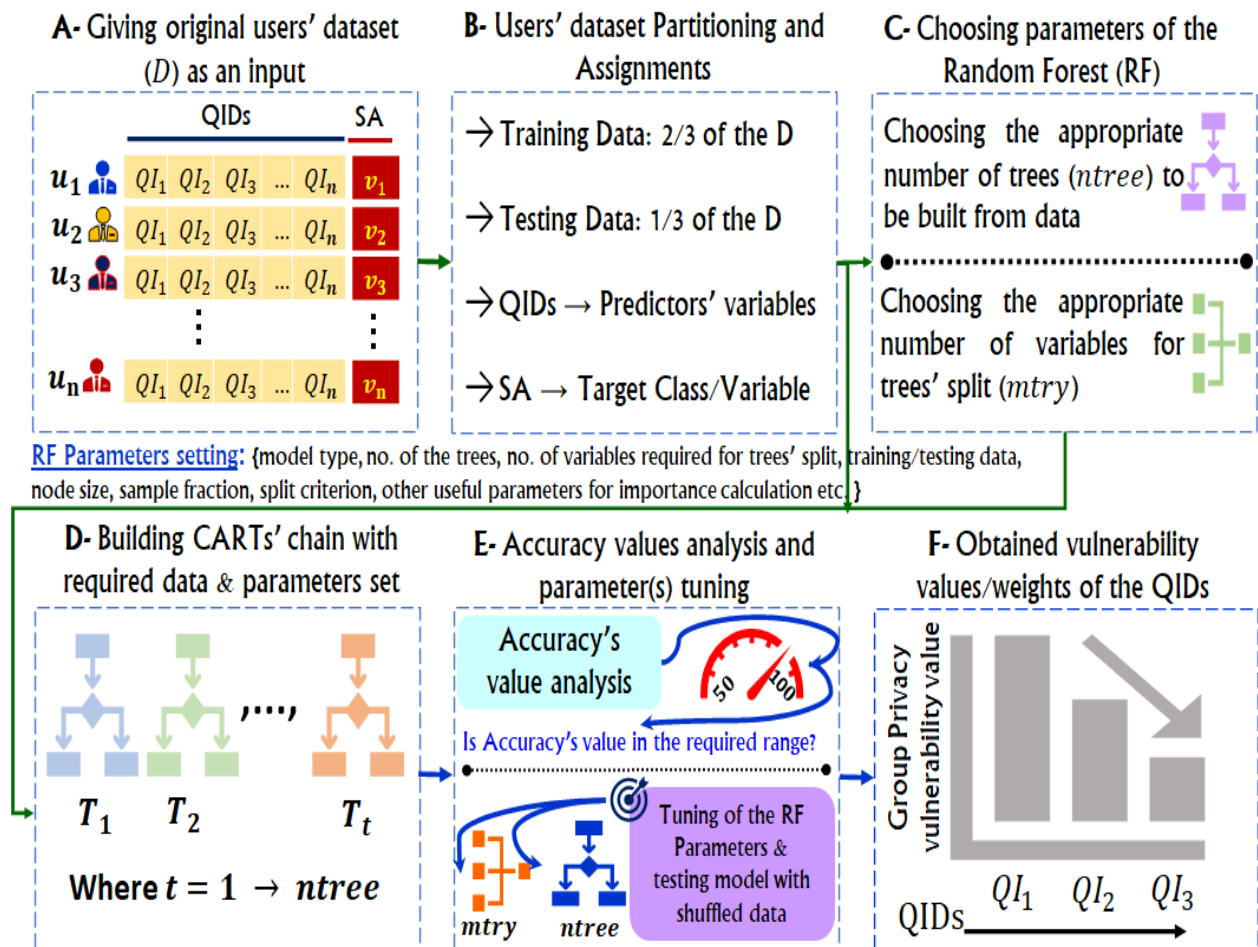 A- Giving original users' dataset
(D) as an input
QIDs SA
u1 QI1 QI2 QI3 ... QIn v1
u2 QI1 QI2 QI3 ... QIn v2
u3 QI1 QI2 QI3 ... QIn v3
un QI1 QI2 QI3 ... QIn vn
B- Users' dataset Partitioning and
Assignments
→ Training Data: 2/3 of the D
→ Testing Data: 1/3 of the D
→ QIDs → Predictors' variables
→ SA → Target Class/Variable
C- Choosing parameters of the
Random Forest (RF)
Choosing the appropriate
number of trees (ntree) to
be built from data
Choosing the appropriate
number of variables for
trees' split (mtry)
RF Parameters setting: {model type, no. of the trees, no. of variables required for trees' split, training/testing data,
node size, sample fraction, split criterion, other useful parameters for importance calculation etc. }
D- Building CARTs' chain with
required data & parameters set
,...,
T1 T2 Tt
Where t = 1 → ntree
E- Accuracy values analysis and
parameter(s) tuning
Accuracy's
value analysis
50 100
Is Accuracy's value in the required range?
mtry ntree
Tuning of the RF
Parameters &
testing model with
shuffled data
F- Obtained vulnerability
values/weights of the QIDs
Group Privacy
vulnerability value
QI1 QI2 QI3
QIDs